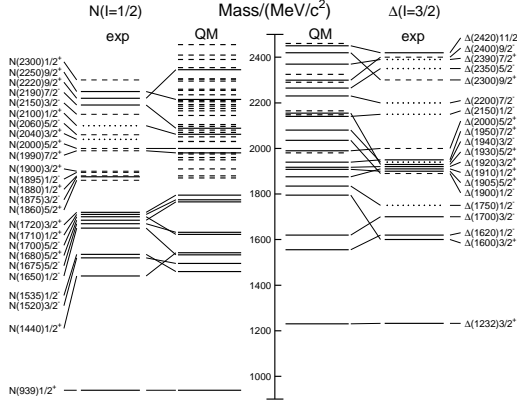 N(I=1/2) Mass/(MeV/c²) Δ(I=3/2)
exp QM QM exp
N(2300)1/2⁺
N(2250)9/2⁻
N(2220)9/2⁺
N(2190)7/2⁻
N(2150)3/2⁻
N(2100)1/2⁺
N(2060)5/2⁻
N(2040)3/2⁺
N(2000)5/2⁺
N(1990)7/2⁺
N(1900)3/2⁺
N(1895)1/2⁻
N(1880)1/2⁺
N(1875)3/2⁻
N(1860)5/2⁺
N(1720)3/2⁺
N(1710)1/2⁺
N(1700)5/2⁻
N(1680)5/2⁺
N(1675)5/2⁻
N(1650)1/2⁻
N(1535)1/2⁻
N(1520)3/2⁻
N(1440)1/2⁺
N(939)1/2⁺
2400
2200
2000
1800
1600
1400
1200
1000
Δ(2420)11/2
Δ(2400)9/2⁻
Δ(2390)7/2⁺
Δ(2350)5/2⁻
Δ(2300)9/2⁺
Δ(2200)7/2⁻
Δ(2150)1/2⁻
Δ(2000)5/2⁺
Δ(1950)7/2⁺
Δ(1940)3/2⁻
Δ(1930)5/2⁻
Δ(1920)3/2⁺
Δ(1910)1/2⁺
Δ(1905)5/2⁺
Δ(1900)1/2⁻
Δ(1750)1/2⁺
Δ(1700)3/2⁻
Δ(1620)1/2⁻
Δ(1600)3/2⁺
Δ(1232)3/2⁺